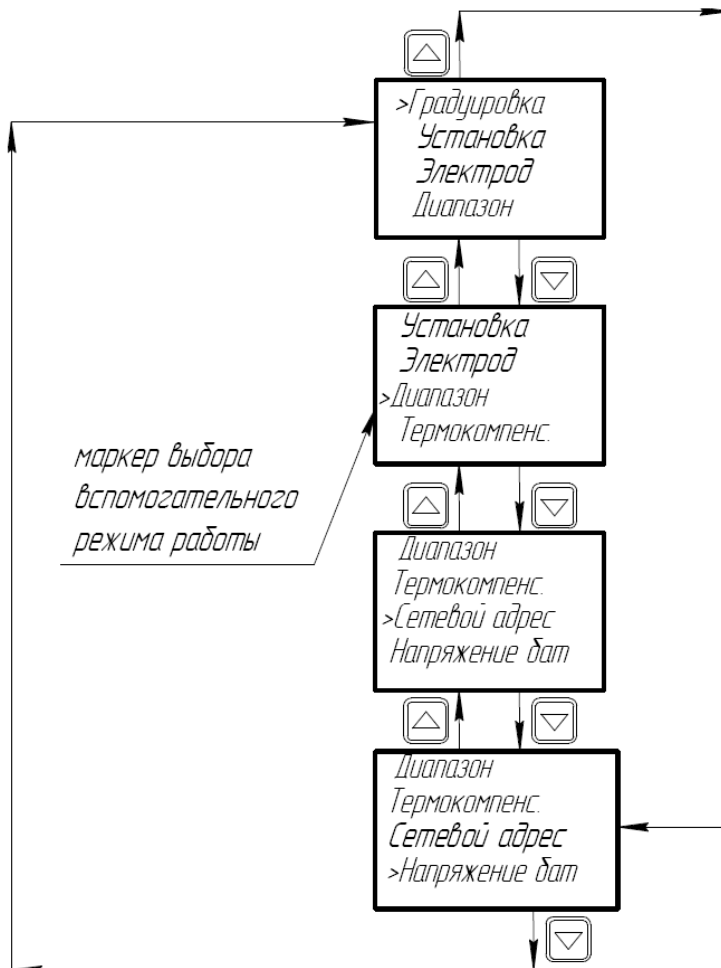 >Градуировка
Установка
Электрод
Диапазон
Установка
Электрод
>Диапазон
Термокомпенс.
маркер выбора
вспомогательного
режима работы
Диапазон
Термокомпенс.
>Сетевой адрес
Напряжение бат
Диапазон
Термокомпенс.
Сетевой адрес
>Напряжение бат